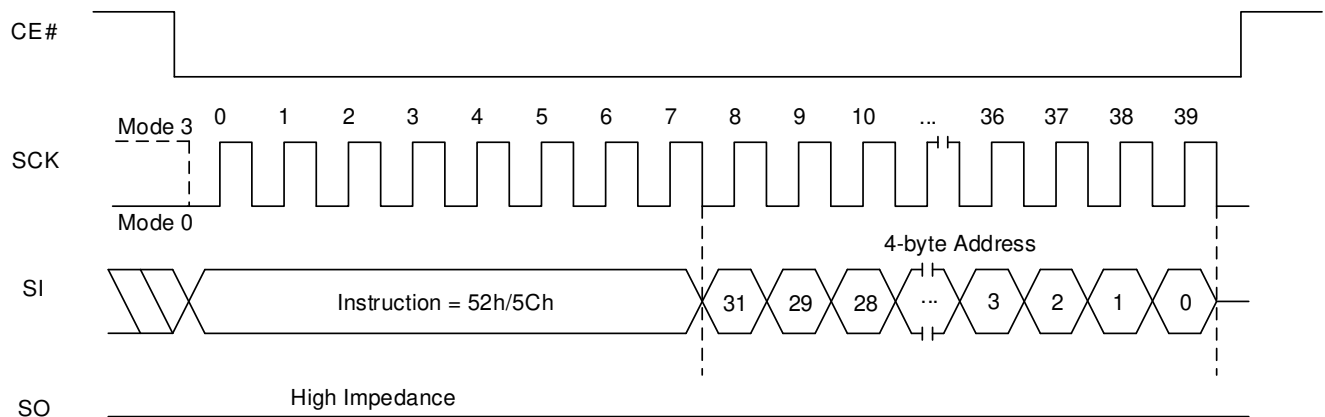 CE#
0 1 2 3 4 5 6 7 8 9 10 ... 36 37 38 39
Mode 3
SCK
Mode 0
4-byte Address
SI
Instruction = 52h/5Ch 31 29 28 ... 3 2 1 0
High Impedance
SO